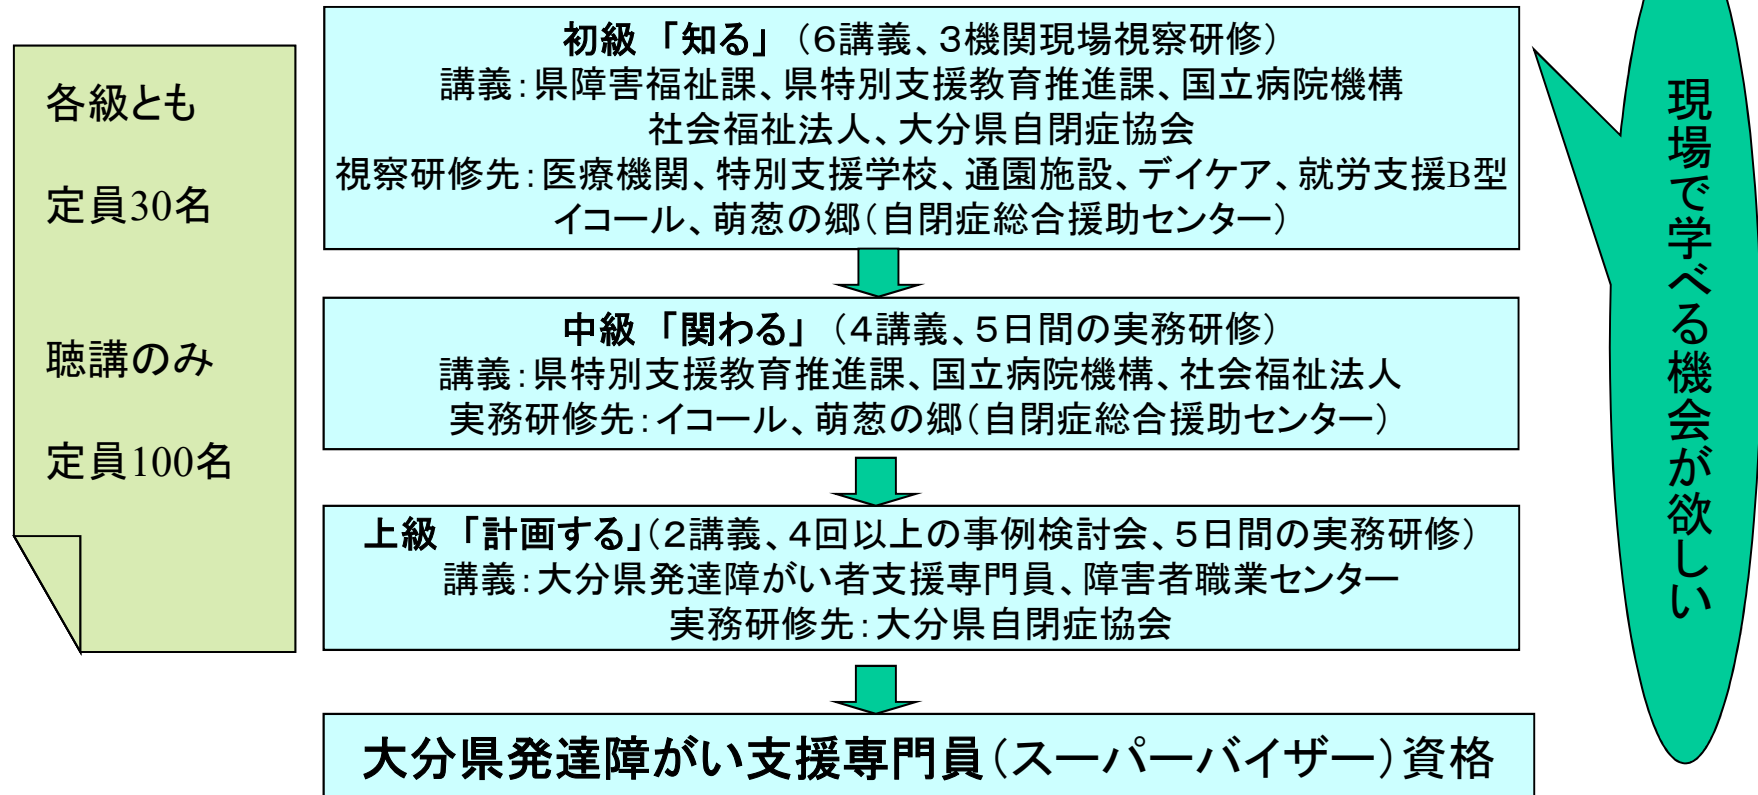 各級とも
定員30名
聴講のみ
定員100名
初級 「知る」 （6講義、3機関現場視察研修）
講義：県障害福祉課、県特別支援教育推進課、国立病院機構
社会福祉法人、大分県自閉症協会
視察研修先：医療機関、特別支援学校、通園施設、デイケア、就労支援B型
イコール、萌葱の郷（自閉症総合援助センター）
中級 「関わる」 （4講義、5日間の実務研修）
講義：県特別支援教育推進課、国立病院機構、社会福祉法人
実務研修先：イコール、萌葱の郷（自閉症総合援助センター）
上級 「計画する」（2講義、4回以上の事例検討会、5日間の実務研修）
講義：大分県発達障がい者支援専門員、障害者職業センター
実務研修先：大分県自閉症協会
大分県発達障がい支援専門員（スーパーバイザー）資格
現場で学べる機会が欲しい